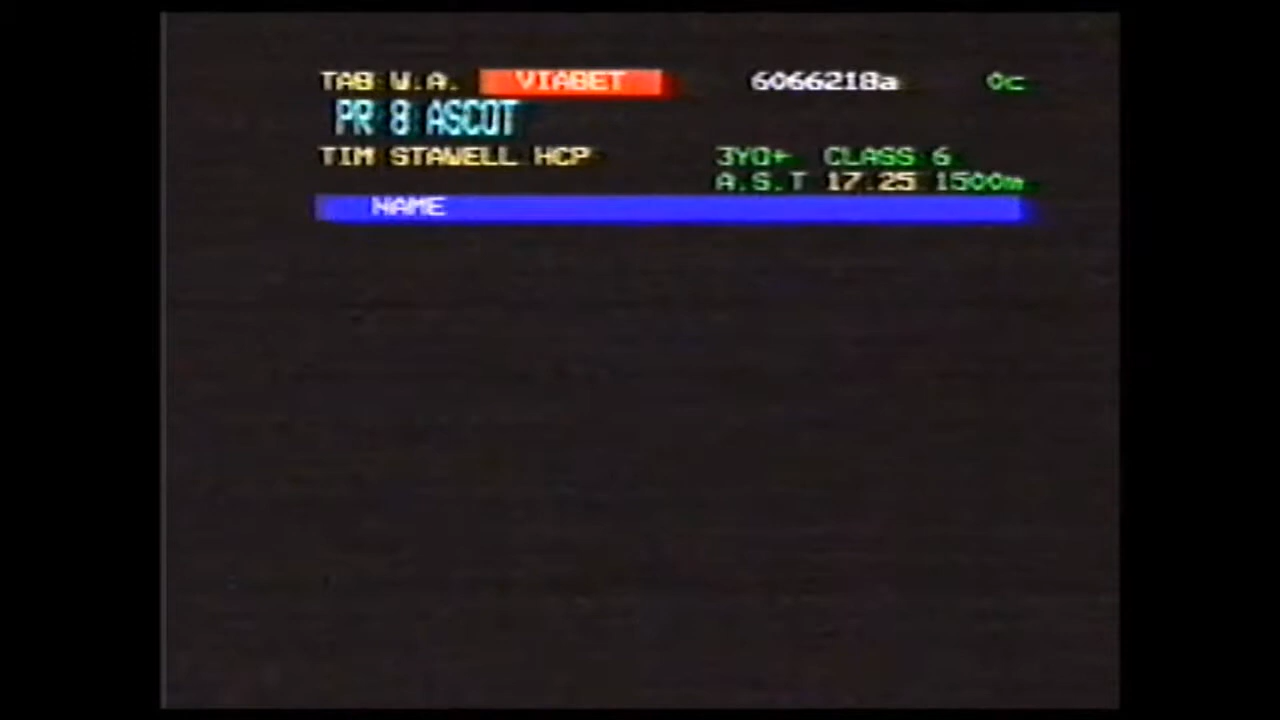 TAB W.A. VIABET 6066218a 0c
PR 8 ASCOT
TIM STAWELL HCP 3YO+ CLASS 6
A.S.T 17.25 1500m
NAME